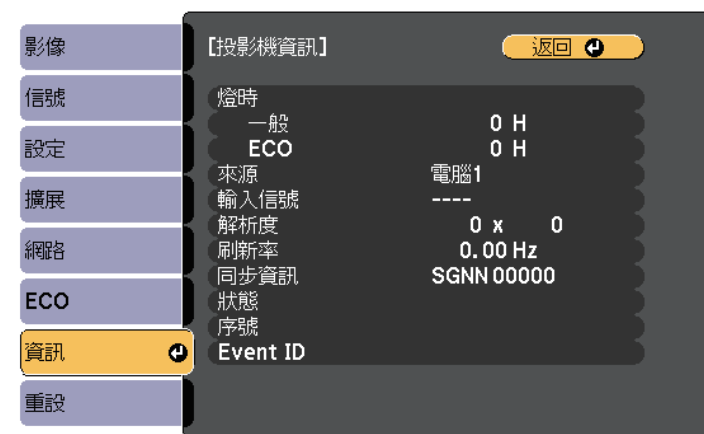 影像
信號
設定
擴展
網路
ECO
資訊
重設
[投影機資訊]
返回
燈時
一般 0 H
ECO 0 H
來源 電腦1
輸入信號 ----
解析度 0 x 0
刷新率 0.00 Hz
同步資訊 SGNN 00000
狀態
序號
Event ID